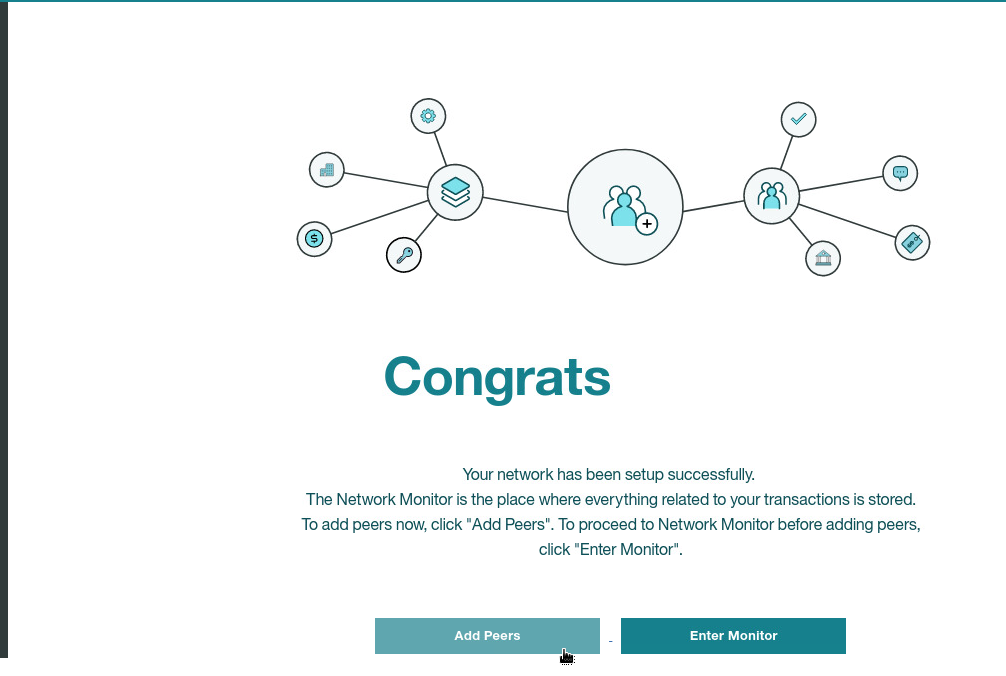 Congrats
Your network has been setup successfully.
The Network Monitor is the place where everything related to your transactions is stored.
To add peers now, click "Add Peers". To proceed to Network Monitor before adding peers,
click "Enter Monitor".
Add Peers - Enter Monitor